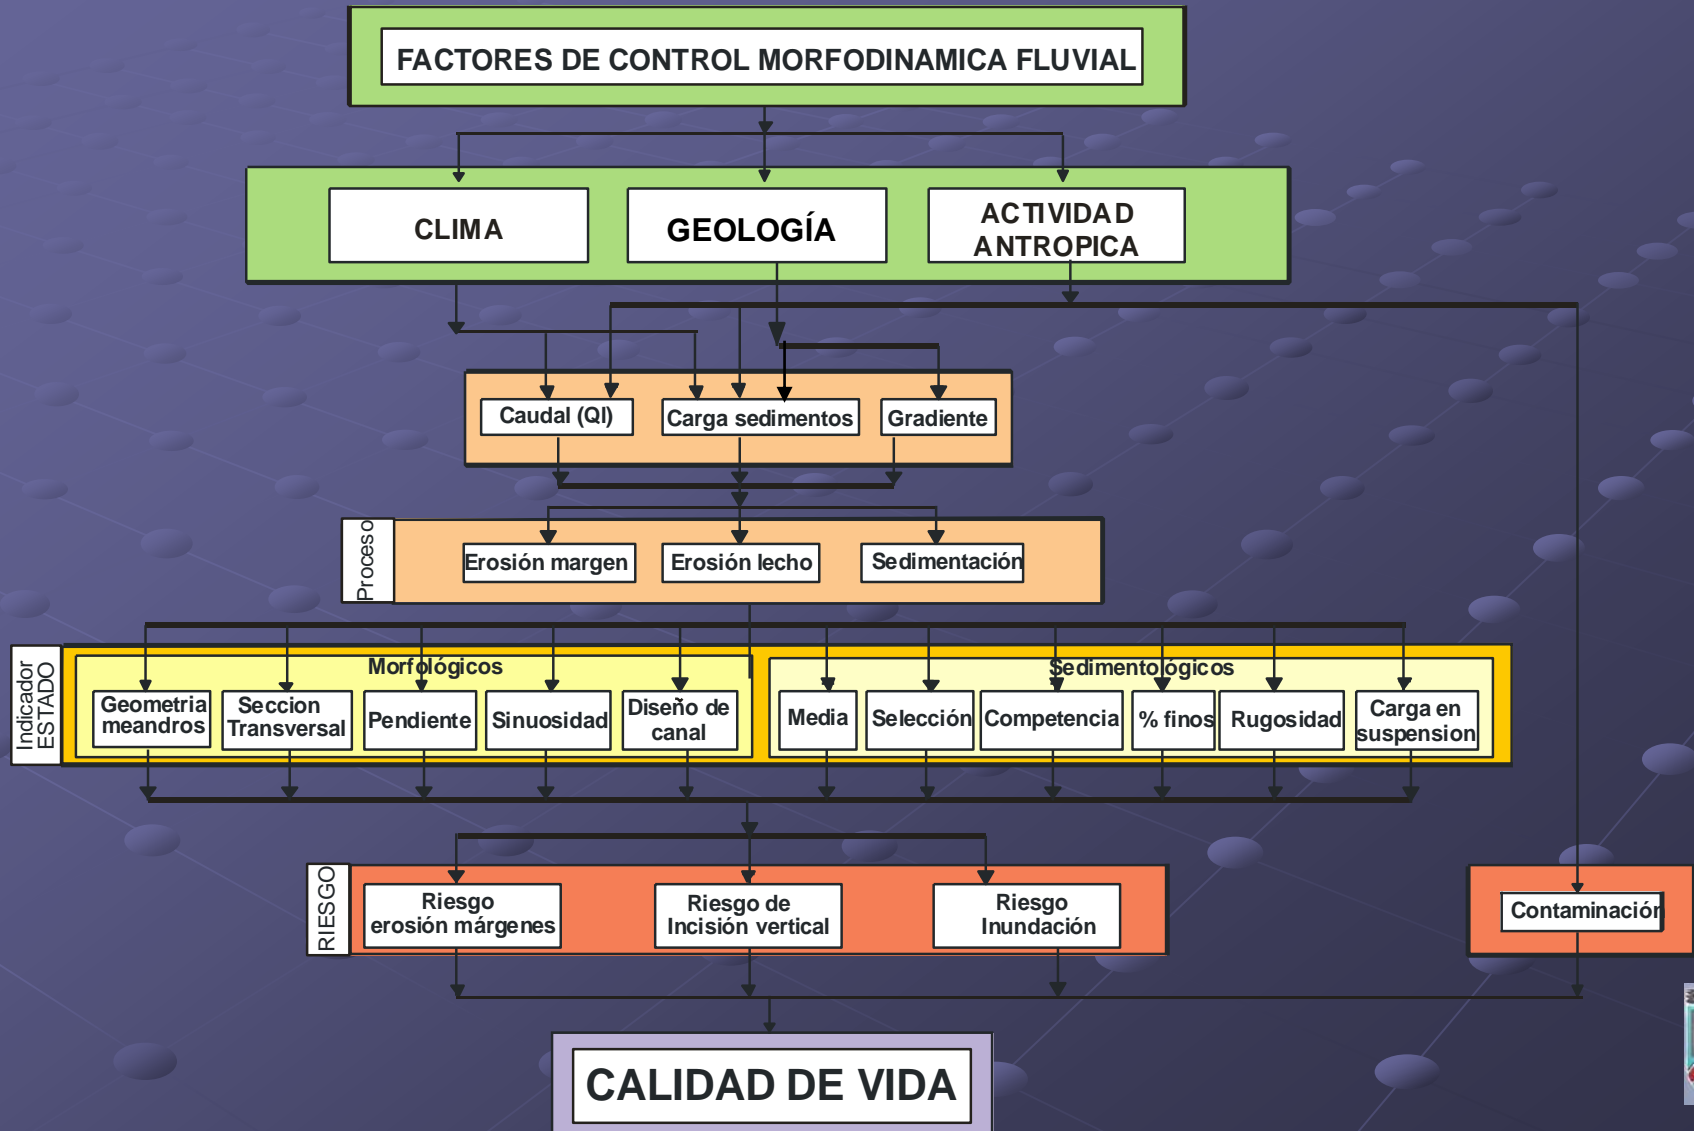 FACTORES DE CONTROL MORFODINAMICA FLUVIAL
CLIMA
GEOLOGÍA
ACTIVIDAD
ANTROPICA
Caudal (Ql)
Carga sedimentos
Gradiente
Proceso
Erosión margen
Erosión lecho
Sedimentación
Indicador
ESTADO
Morfológicos
Geometria
meandros
Seccion
Transversal
Pendiente
Sinuosidad
Diseño de
canal
Sedimentológicos
Media
Selección
Competencia
% finos
Rugosidad
Carga en
suspension
RIESGO
Riesgo
erosión márgenes
Riesgo de
Incisión vertical
Riesgo
Inundación
Contaminación
CALIDAD DE VIDA